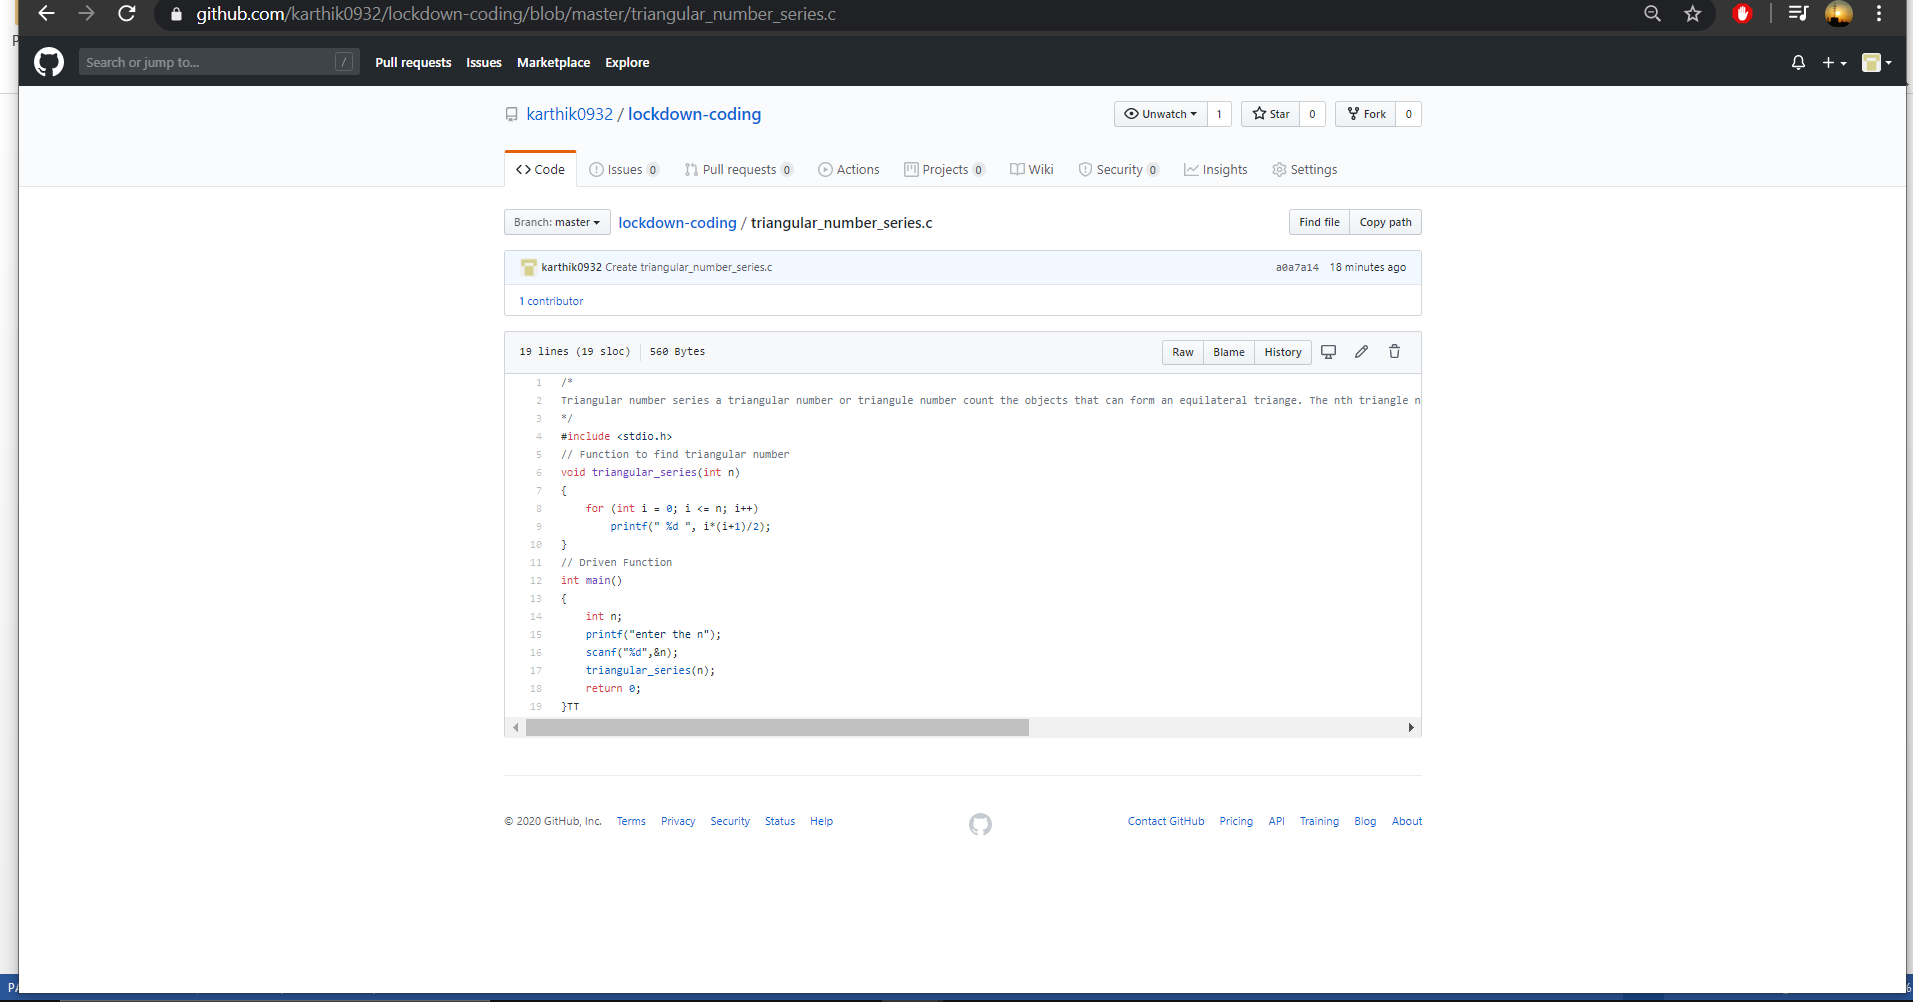 github.com/karthik0932/lockdown-coding/blob/master/triangular_number_series.c
Search or jump to... / Pull requests Issues Marketplace Explore
karthik0932 / lockdown-coding Unwatch 1 Star 0 Fork 0
Code Issues 0 Pull requests 0 Actions Projects 0 Wiki Security 0 Insights Settings
Branch: master lockdown-coding / triangular_number_series.c Find file Copy path
karthik0932 Create triangular_number_series.c a0a7a14 18 minutes ago
1 contributor
19 lines (19 sloc) 560 Bytes Raw Blame History
1 /*
2 Triangular number series a triangular number or triangule number count the objects that can form an equilateral triange. The nth triangle n
3 */
4 #include <stdio.h>
5 // Function to find triangular number
6 void triangular_series(int n)
7 {
8 for (int i = 0; i <= n; i++)
9 printf(" %d ", i*(i+1)/2);
10 }
11 // Driven Function
12 int main()
13 {
14 int n;
15 printf("enter the n");
16 scanf("%d",&n);
17 triangular_series(n);
18 return 0;
19 }TT
© 2020 GitHub, Inc. Terms Privacy Security Status Help Contact GitHub Pricing API Training Blog About